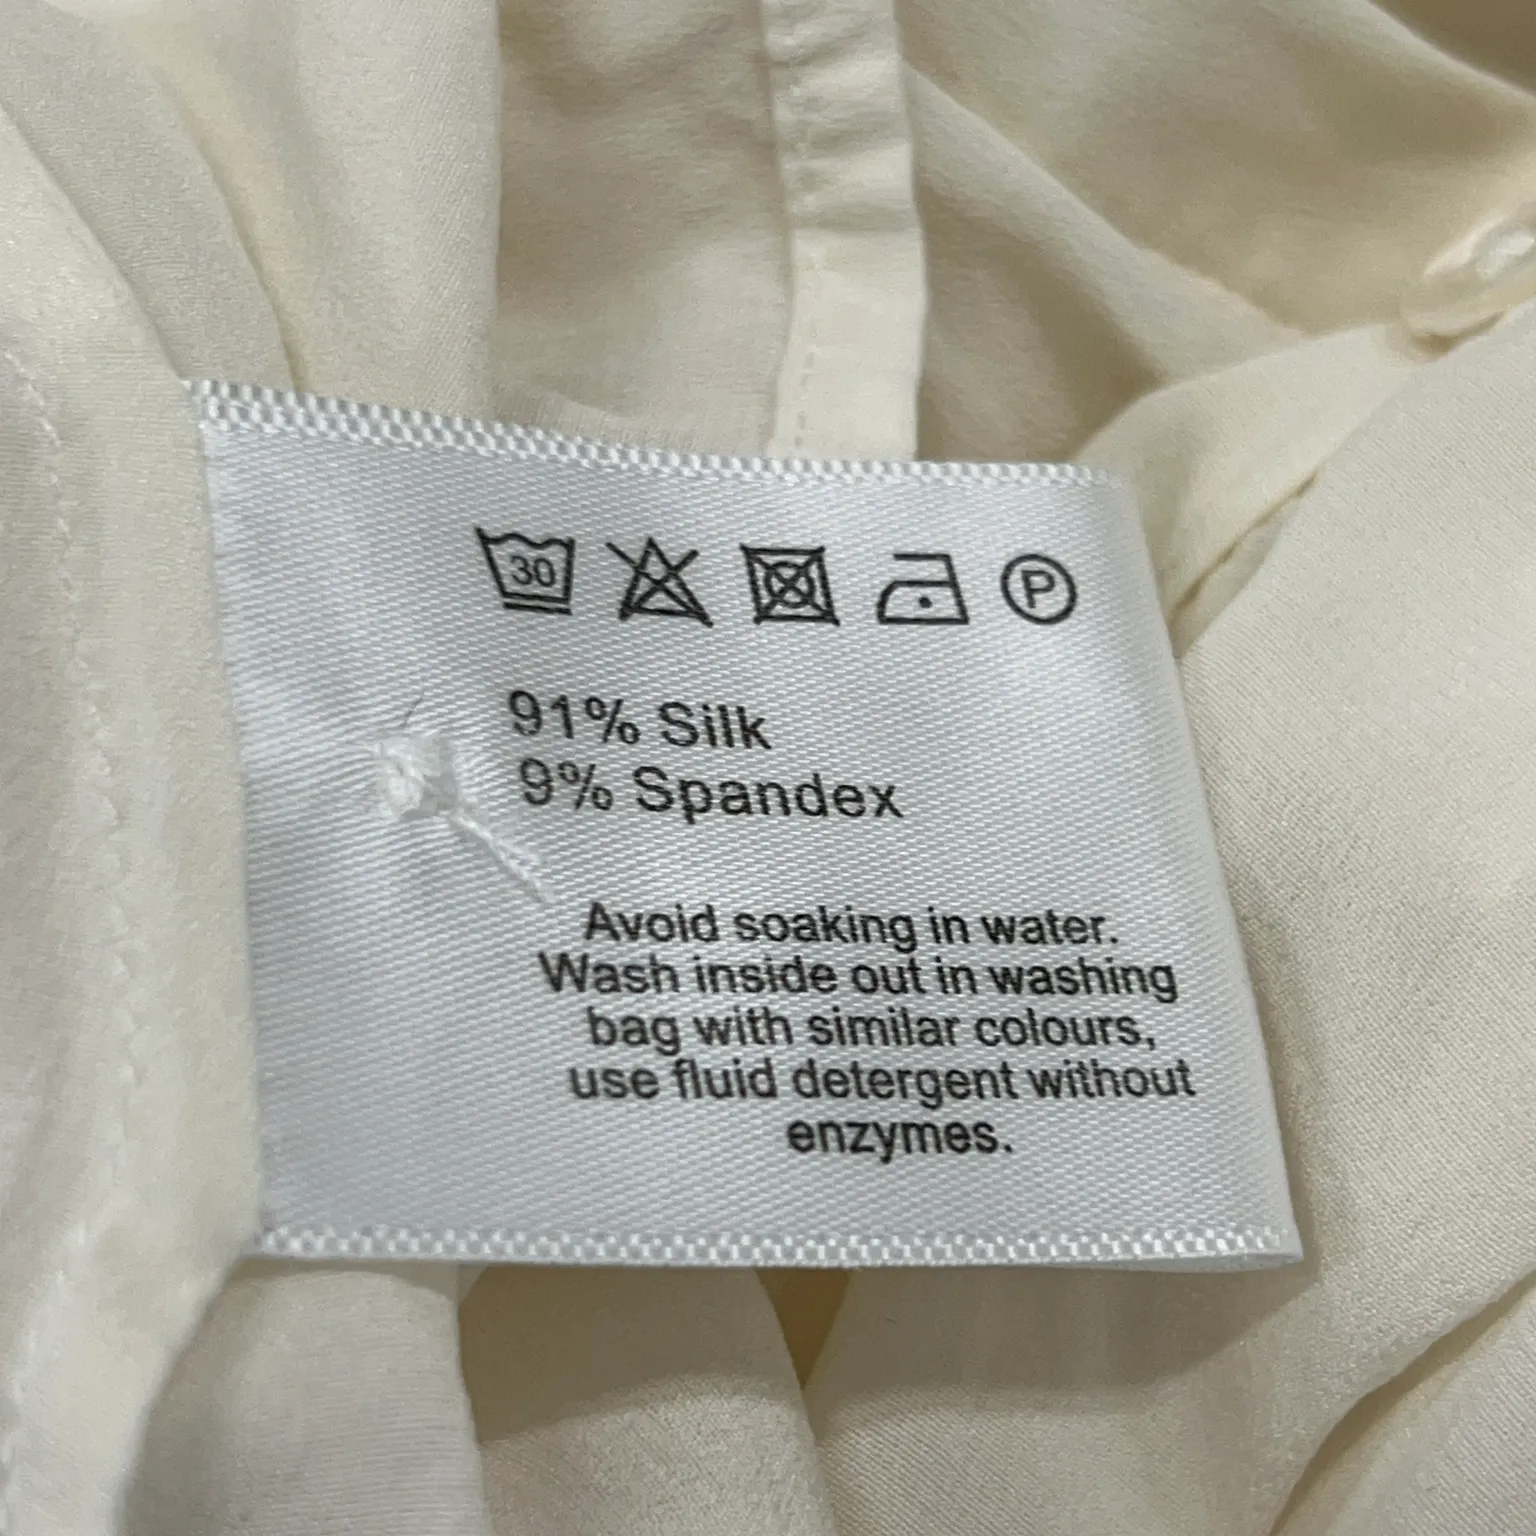 30 P
91% Silk
9% Spandex
Avoid soaking in water.
Wash inside out in washing
bag with similar colours,
use fluid detergent without
enzymes.